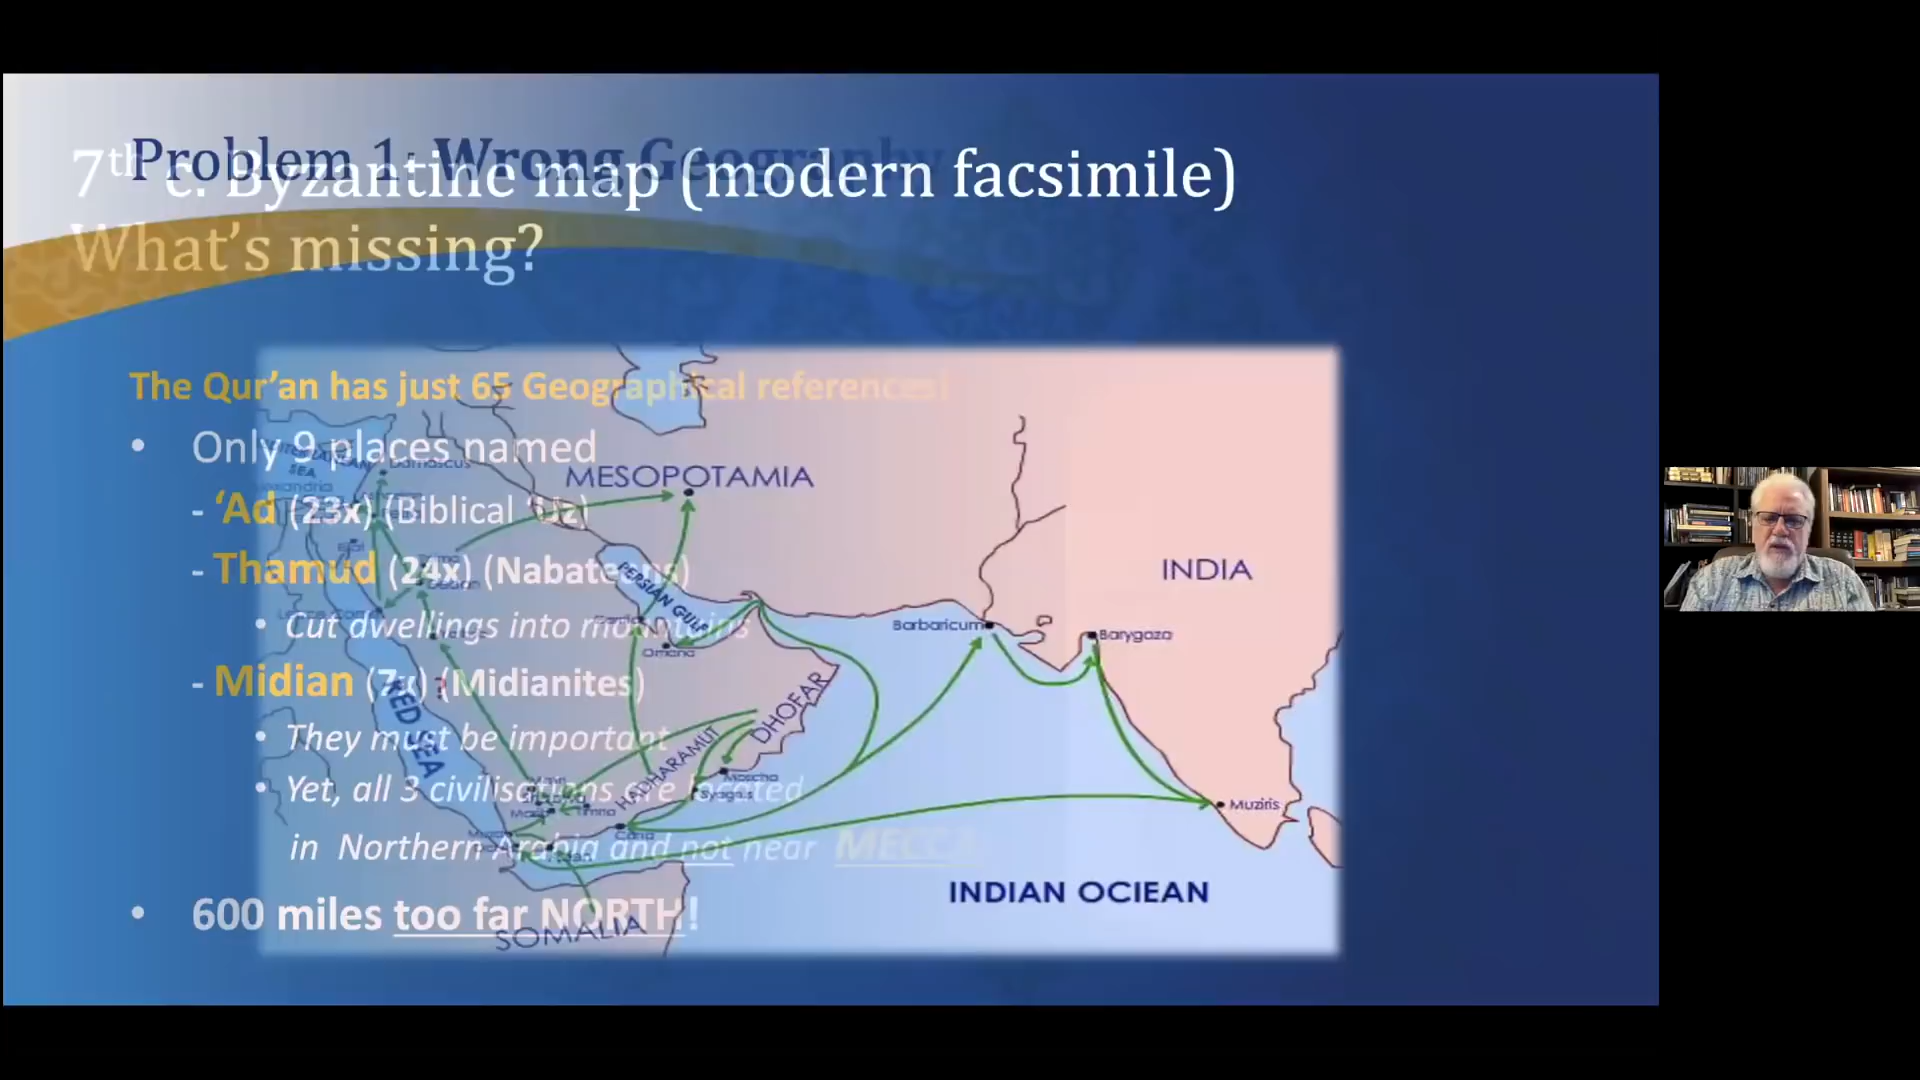 Problem 1: Wrong Geography
7th c. Byzantine map (modern facsimile)
What's missing?
The Qur'an has just 65 Geographical references!
• Only 9 places named
- 'Ad (23x) (Biblical 'Uz)
- Thamud (24x) (Nabateans)
• Cut dwellings into mountains
- Midian (7x) (Midianites)
• They must be important
• Yet, all 3 civilisations are located
in Northern Arabia and not near MECCA
• 600 miles too far NORTH!
SEA
Damascus
MESOPOTAMIA
INDIA
PERSIAN GULF
Barbaricum
Barygaza
Omana
RED SEA
DHOFAR
HADHARAMUT
Moscha
Syagais
Timna
Cana
Muziris
INDIAN OCIEAN
SOMALIA